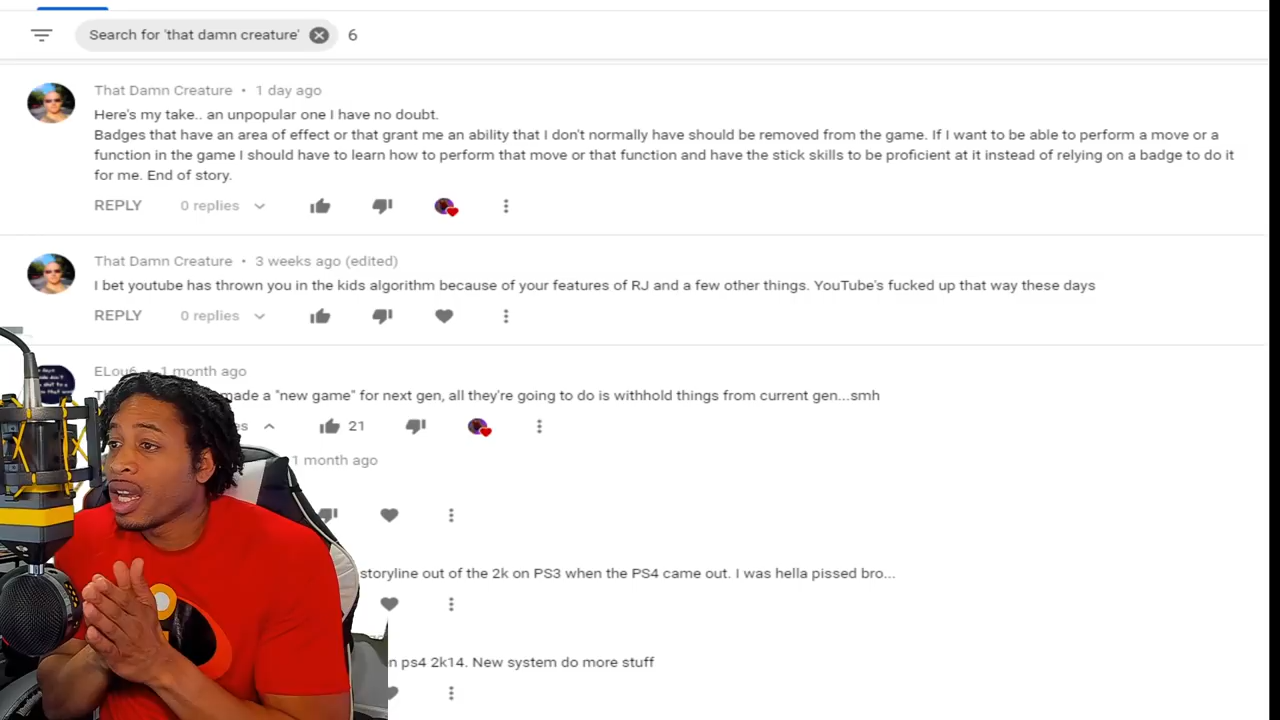 Search for 'that damn creature' 6
That Damn Creature • 1 day ago
Here's my take.. an unpopular one I have no doubt.
Badges that have an area of effect or that grant me an ability that I don't normally have should be removed from the game. If I want to be able to perform a move or a
function in the game I should have to learn how to perform that move or that function and have the stick skills to be proficient at it instead of relying on a badge to do it
for me. End of story.
REPLY 0 replies
That Damn Creature • 3 weeks ago (edited)
I bet youtube has thrown you in the kids algorithm because of your features of RJ and a few other things. YouTube's fucked up that way these days
REPLY 0 replies
ELou6 • 1 month ago
made a "new game" for next gen, all they're going to do is withhold things from current gen...smh
21
1 month ago
storyline out of the 2k on PS3 when the PS4 came out. I was hella pissed bro...
ps4 2k14. New system do more stuff